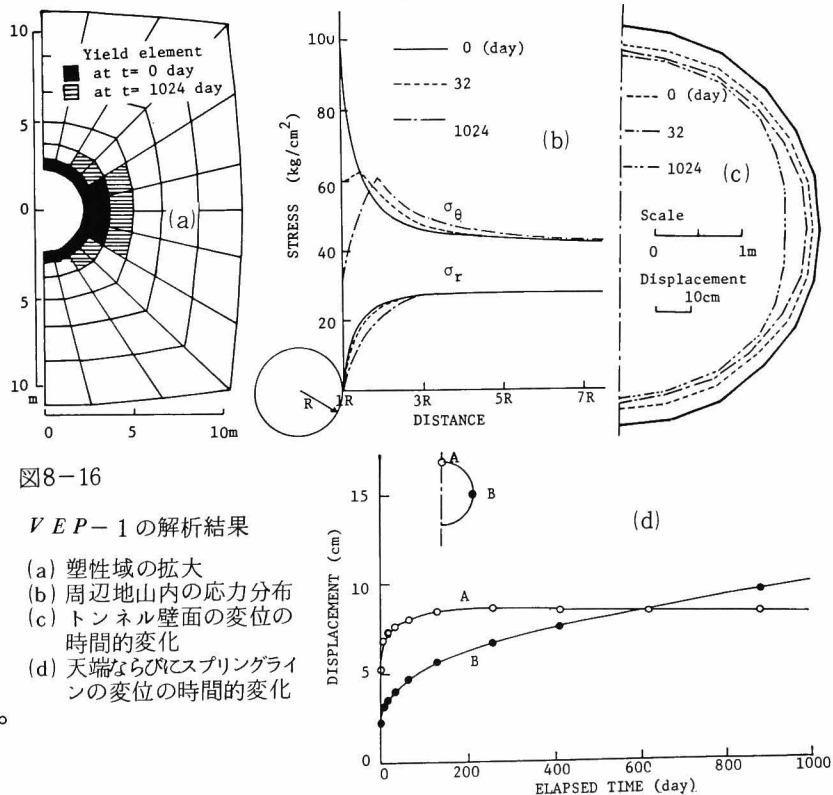 10
5
0
5
10
m
Yield element
at t= 0 day
at t= 1024 day
(a)
0 5 10m
100
80
60
40
20
STRESS (kg/cm²)
0 (day)
32
1024
(b)
σθ
σr
R
1R 3R 5R 7R
DISTANCE
0 (day)
32
1024
(c)
Scale
0 1m
Displacement
10cm
図8-16
VEP-1の解析結果
(a) 塑性域の拡大
(b) 周辺地山内の応力分布
(c) トンネル壁面の変位の
時間的変化
(d) 天端ならびにスプリングライ
ンの変位の時間的変化
A
B
(d)
15
10
5
0
DISPLACEMENT (cm)
A
B
0 200 400 600 800 1000
ELAPSED TIME (day)